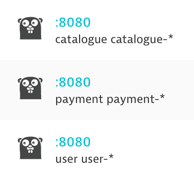 :8080
catalogue catalogue-*
:8080
payment payment-*
:8080
user user-*